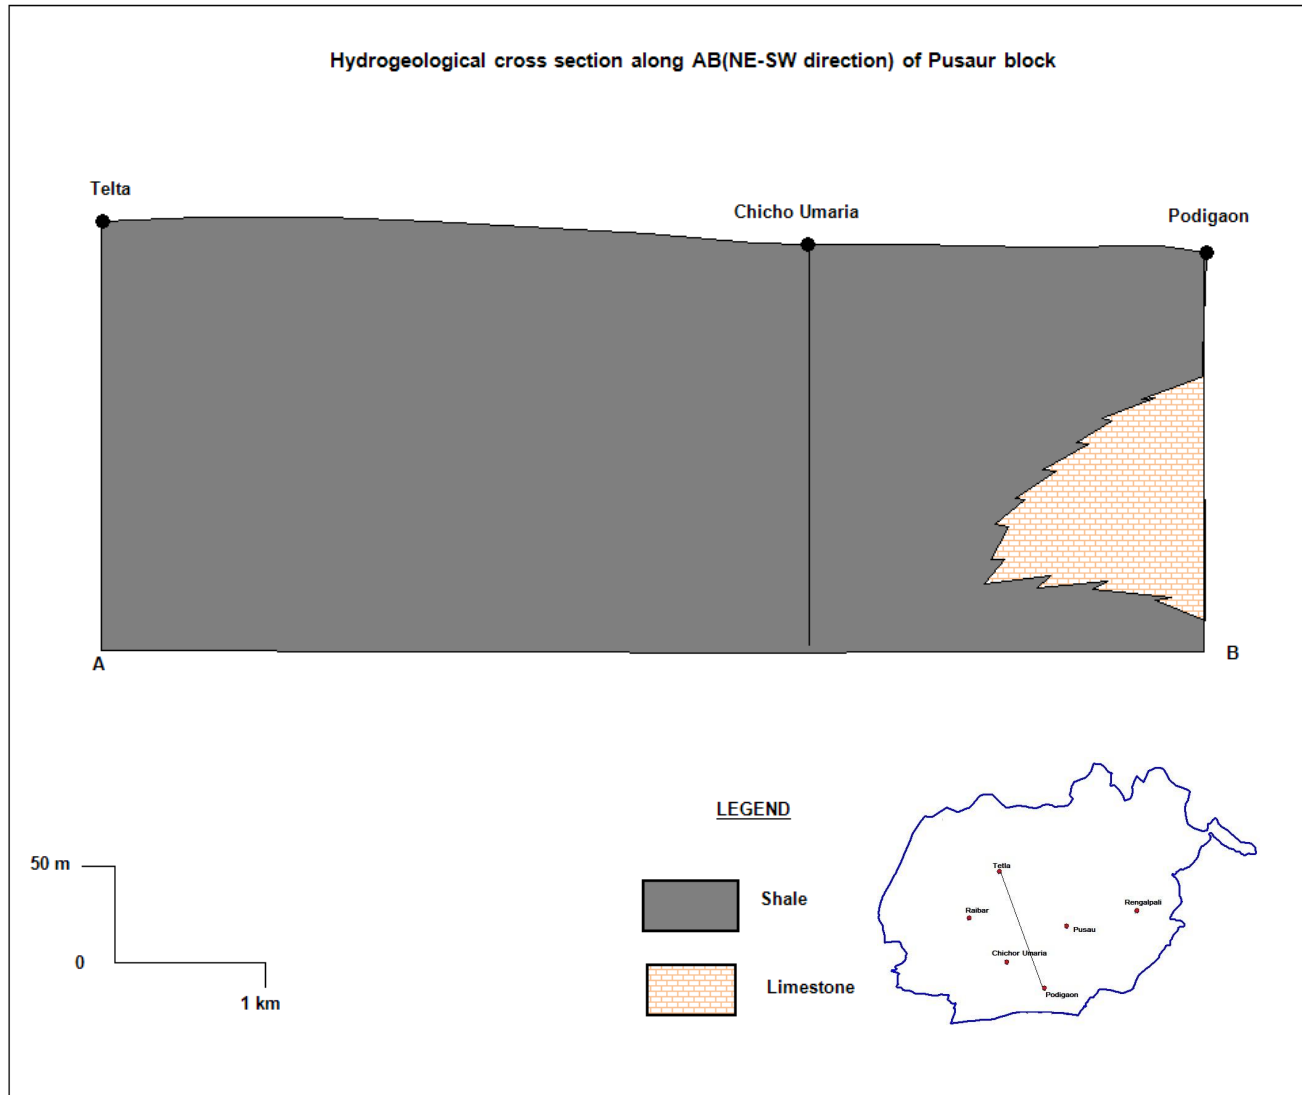 Hydrogeological cross section along AB(NE-SW direction) of Pusaur block
Telta
Chicho Umaria
Podigaon
A
B
LEGEND
50 m
0
1 km
Shale
Limestone
Tetla
Raibar
Rengalpali
Pusau
Chichor Umaria
Podigaon